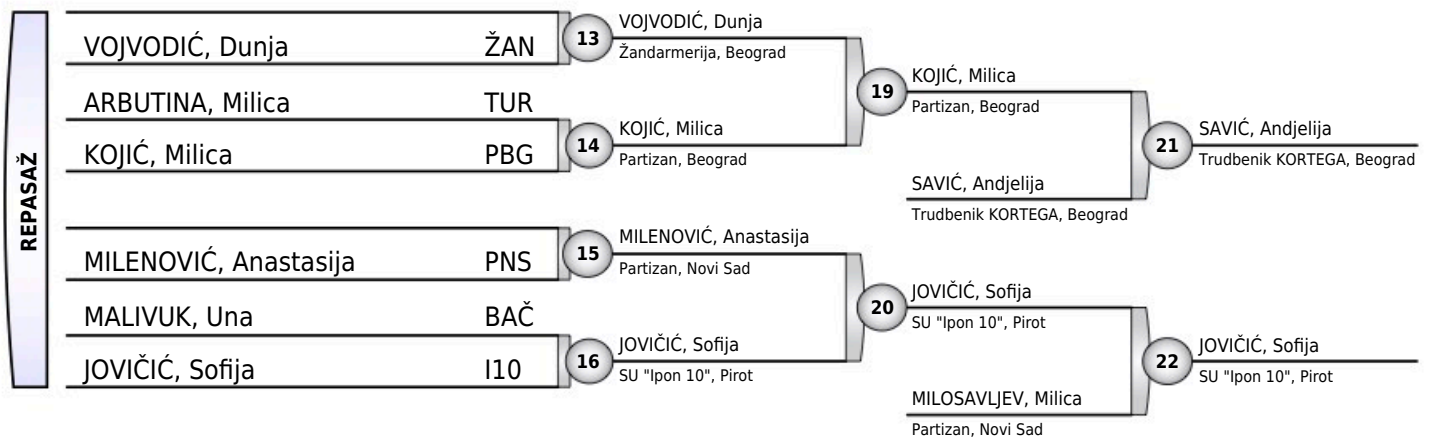 REPASAŽ
VOJVODIĆ, Dunja ŽAN
ARBUTINA, Milica TUR
KOJIĆ, Milica PBG
MILENOVIĆ, Anastasija PNS
MALIVUK, Una BAČ
JOVIČIĆ, Sofija I10
13
VOJVODIĆ, Dunja
Žandarmerija, Beograd
14
KOJIĆ, Milica
Partizan, Beograd
15
MILENOVIĆ, Anastasija
Partizan, Novi Sad
16
JOVIČIĆ, Sofija
SU "Ipon 10", Pirot
19
KOJIĆ, Milica
Partizan, Beograd
SAVIĆ, Andjelija
Trudbenik KORTEGA, Beograd
20
JOVIČIĆ, Sofija
SU "Ipon 10", Pirot
MILOSAVLJEV, Milica
Partizan, Novi Sad
21
SAVIĆ, Andjelija
Trudbenik KORTEGA, Beograd
22
JOVIČIĆ, Sofija
SU "Ipon 10", Pirot